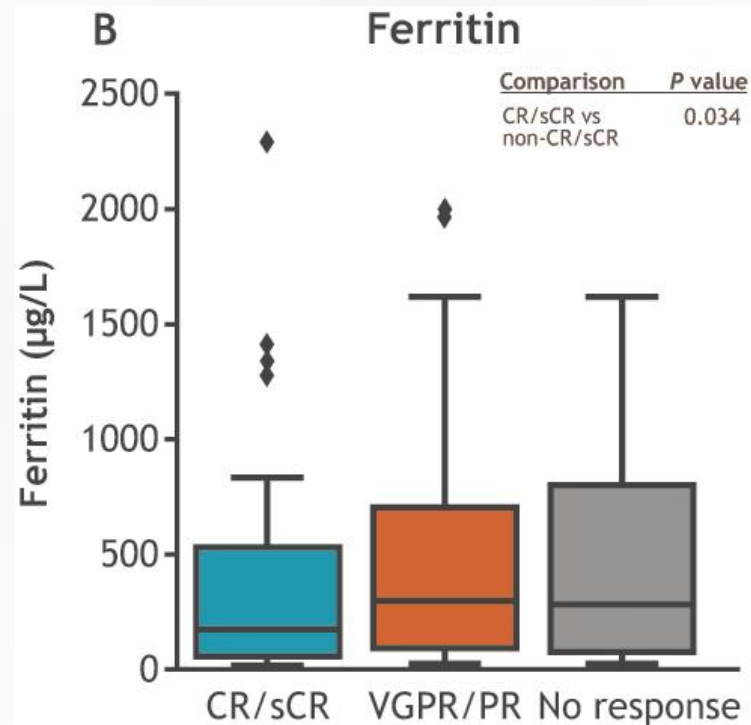 B
Ferritin
Comparison P value
CR/sCR vs 0.034
non-CR/sCR
2500
2000
1500
1000
500
0
Ferritin (µg/L)
CR/sCR VGPR/PR No response